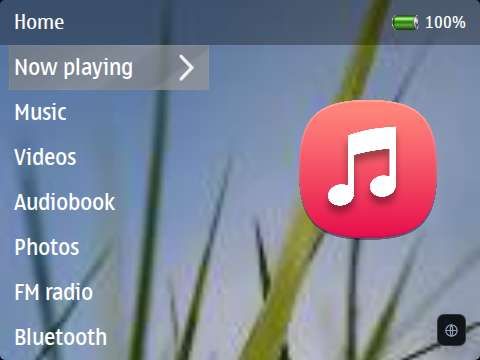 Home
100%
Now playing
Music
Videos
Audiobook
Photos
FM radio
Bluetooth